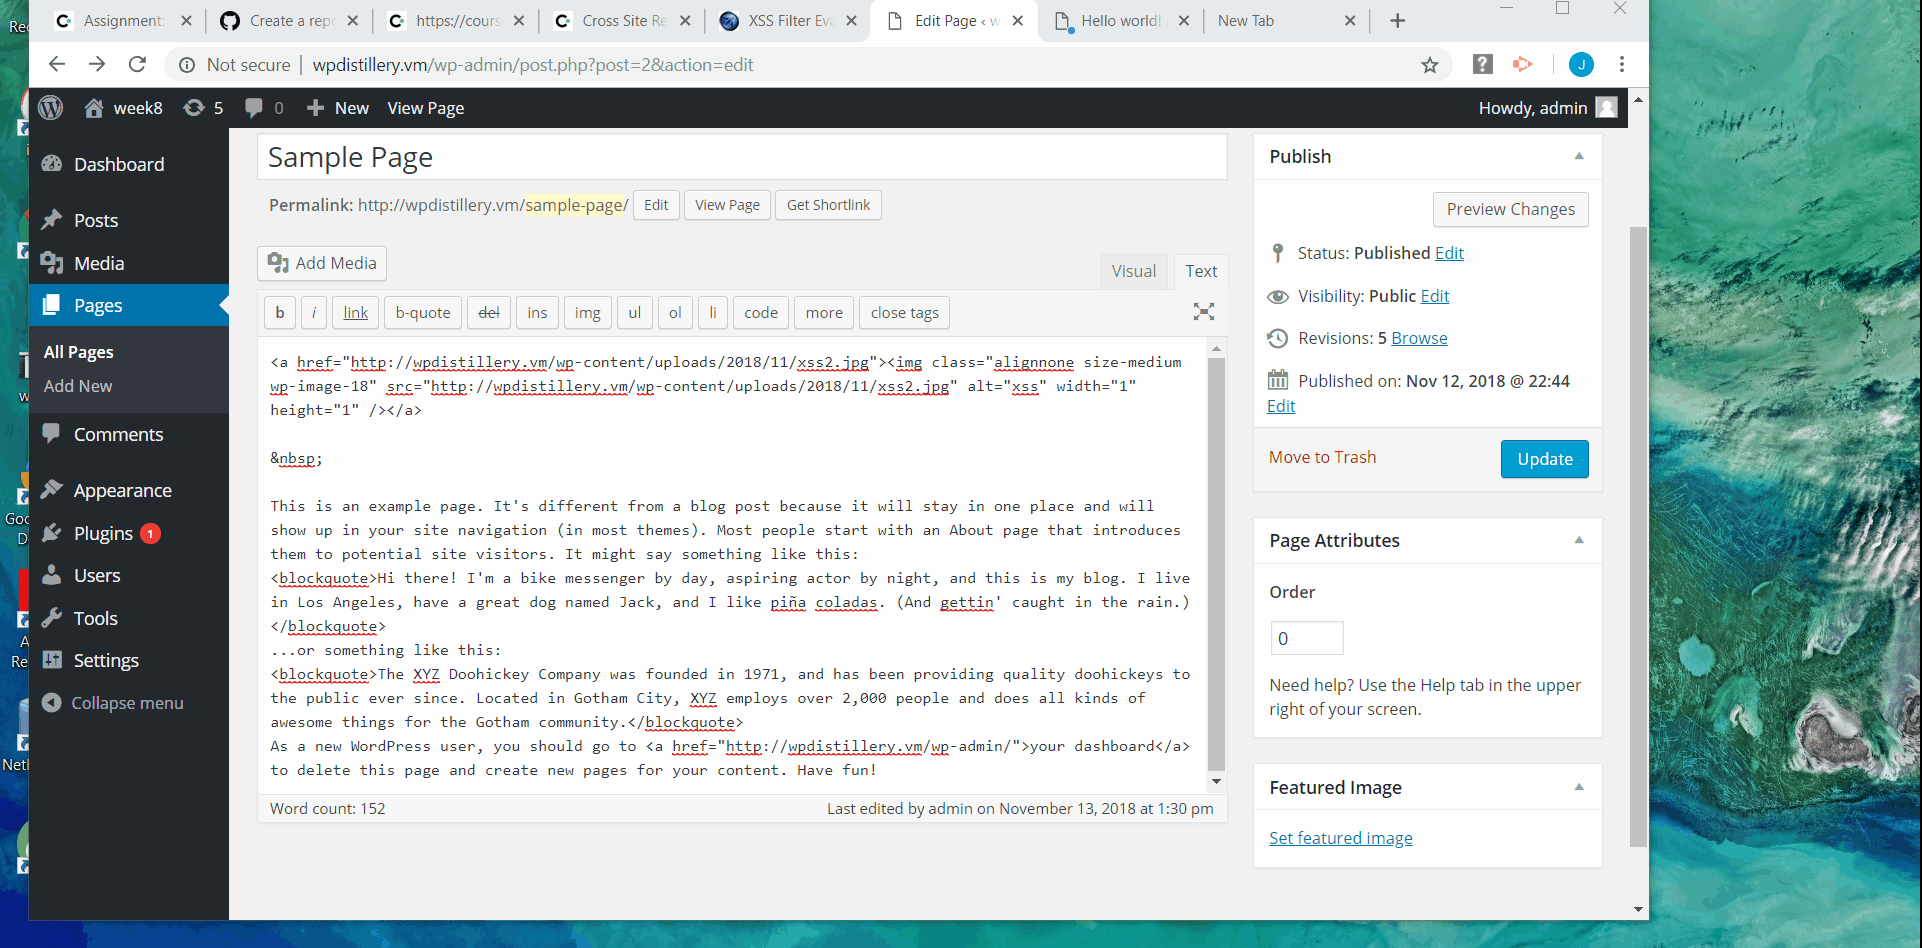 Assignment:
Create a repo
https://cours
Cross Site Re
XSS Filter Eva
Edit Page ‹ w
Hello world!
New Tab
Not secure | wpdistillery.vm/wp-admin/post.php?post=2&action=edit
J
week8
5
0
New
View Page
Howdy, admin
Dashboard
Posts
Media
Pages
All Pages
Add New
Comments
Appearance
Plugins 1
Users
Tools
Settings
Collapse menu
Sample Page
Permalink: http://wpdistillery.vm/sample-page/ Edit View Page Get Shortlink
Add Media
Visual Text
b i link b-quote del ins img ul ol li code more close tags
<a href="http://wpdistillery.vm/wp-content/uploads/2018/11/xss2.jpg"><img class="alignnone size-medium
wp-image-18" src="http://wpdistillery.vm/wp-content/uploads/2018/11/xss2.jpg" alt="xss" width="1"
height="1" /></a>
&nbsp;
This is an example page. It's different from a blog post because it will stay in one place and will
show up in your site navigation (in most themes). Most people start with an About page that introduces
them to potential site visitors. It might say something like this:
<blockquote>Hi there! I'm a bike messenger by day, aspiring actor by night, and this is my blog. I live
in Los Angeles, have a great dog named Jack, and I like piña coladas. (And gettin' caught in the rain.)
</blockquote>
...or something like this:
<blockquote>The XYZ Doohickey Company was founded in 1971, and has been providing quality doohickeys to
the public ever since. Located in Gotham City, XYZ employs over 2,000 people and does all kinds of
awesome things for the Gotham community.</blockquote>
As a new WordPress user, you should go to <a href="http://wpdistillery.vm/wp-admin/">your dashboard</a>
to delete this page and create new pages for your content. Have fun!
Word count: 152
Last edited by admin on November 13, 2018 at 1:30 pm
Publish
Preview Changes
Status: Published Edit
Visibility: Public Edit
Revisions: 5 Browse
Published on: Nov 12, 2018 @ 22:44
Edit
Move to Trash
Update
Page Attributes
Order
0
Need help? Use the Help tab in the upper
right of your screen.
Featured Image
Set featured image